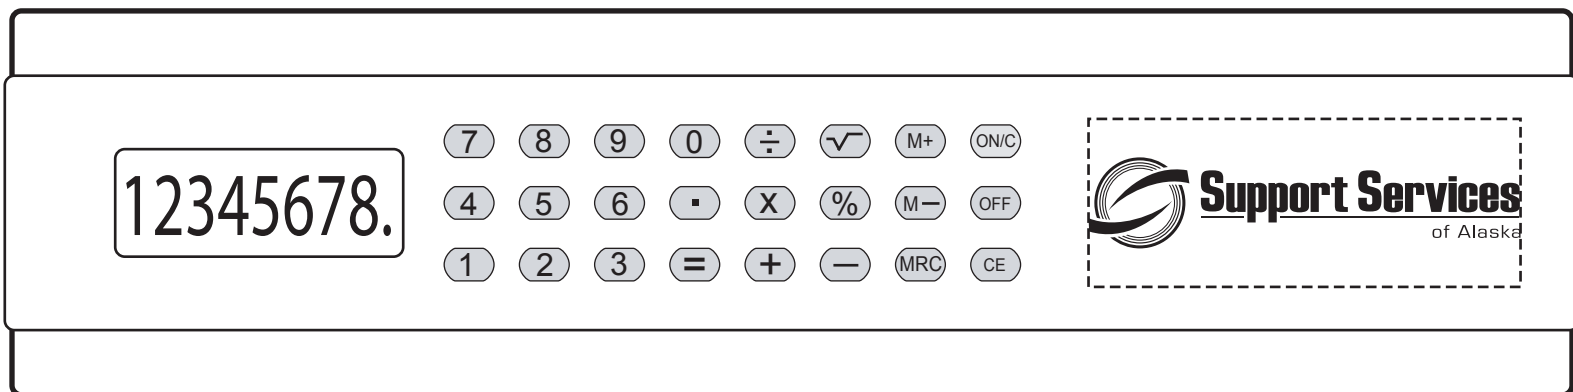 12345678.
7 8 9 0 ÷ √ M+ ON/C
4 5 6 . X % M− OFF
1 2 3 = + − MRC CE
Support Services
of Alaska